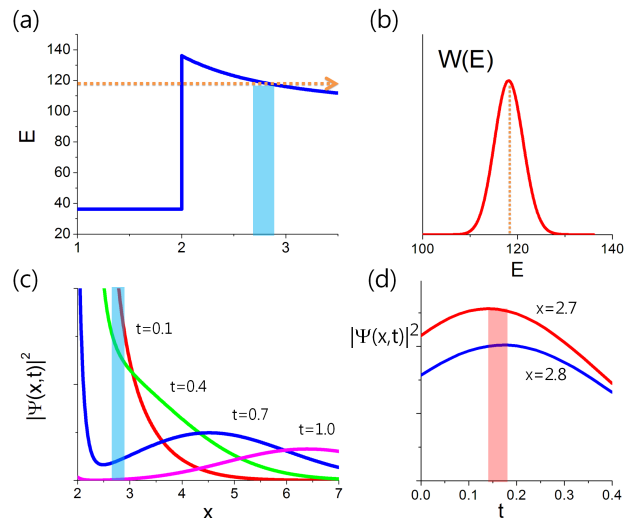 (a)
E
140
120
100
80
60
40
20
1
2
3
(b)
W(E)
100
120
140
E
(c)
|Ψ(x,t)|²
t=0.1
t=0.4
t=0.7
t=1.0
2
3
4
5
6
7
x
(d)
|Ψ(x,t)|²
x=2.7
x=2.8
0.0
0.1
0.2
0.3
0.4
t